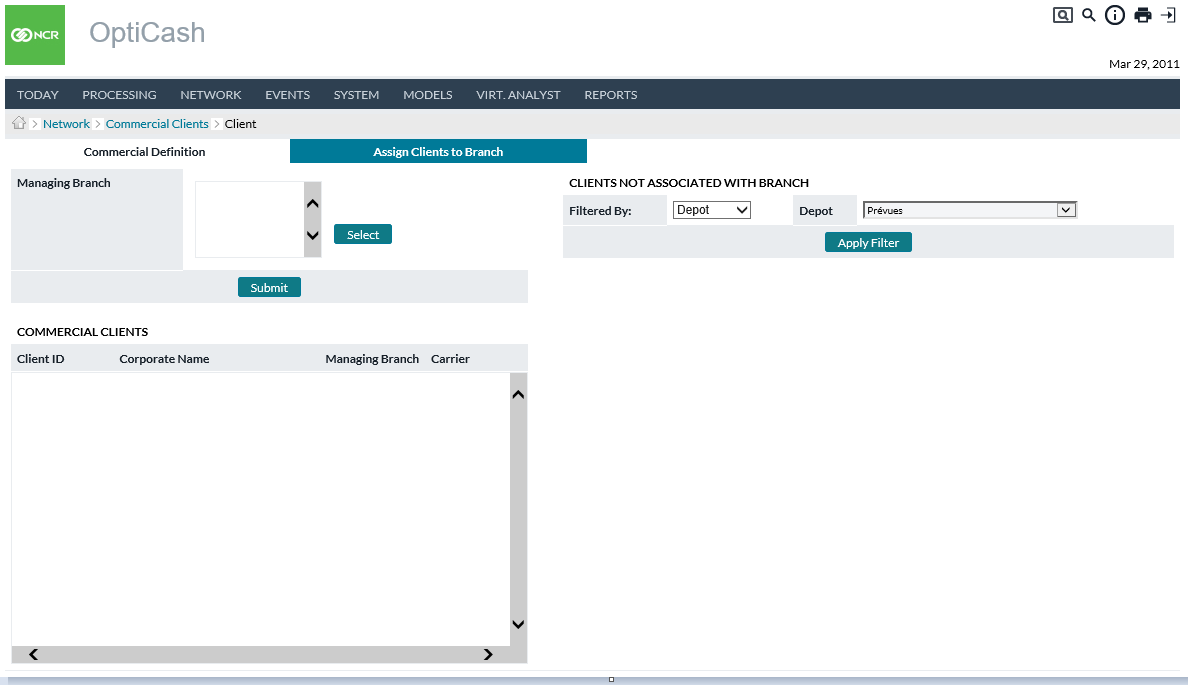 NCR
OptiCash
Mar 29, 2011
TODAY PROCESSING NETWORK EVENTS SYSTEM MODELS VIRT. ANALYST REPORTS
Network > Commercial Clients > Client
Commercial Definition Assign Clients to Branch
Managing Branch
Select
Submit
CLIENTS NOT ASSOCIATED WITH BRANCH
Filtered By: Depot Depot Prévues
Apply Filter
COMMERCIAL CLIENTS
Client ID Corporate Name Managing Branch Carrier